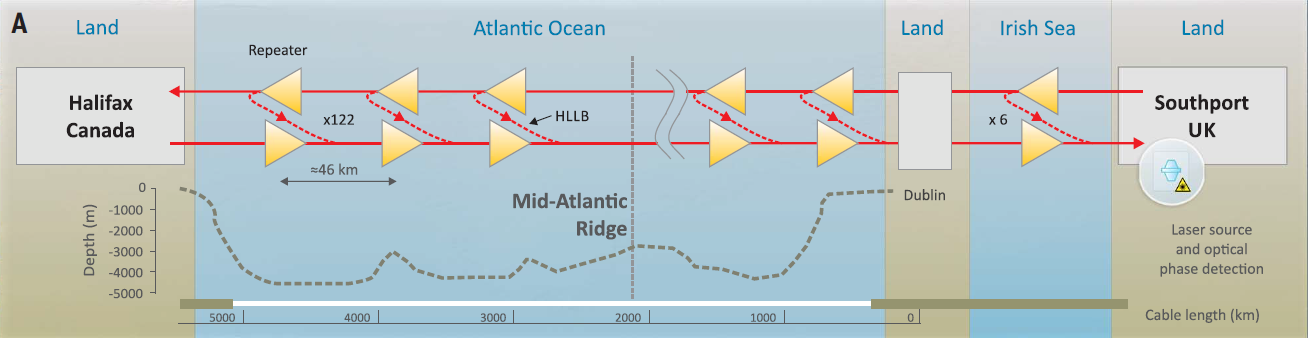 A
Land
Atlantic Ocean
Land
Irish Sea
Land
Repeater
Halifax
Canada
x122
HLLB
x 6
Southport
UK
≈46 km
Mid-Atlantic
Ridge
Dublin
Depth (m)
0
-1000
-2000
-3000
-4000
-5000
Laser source
and optical
phase detection
5000
4000
3000
2000
1000
0
Cable length (km)